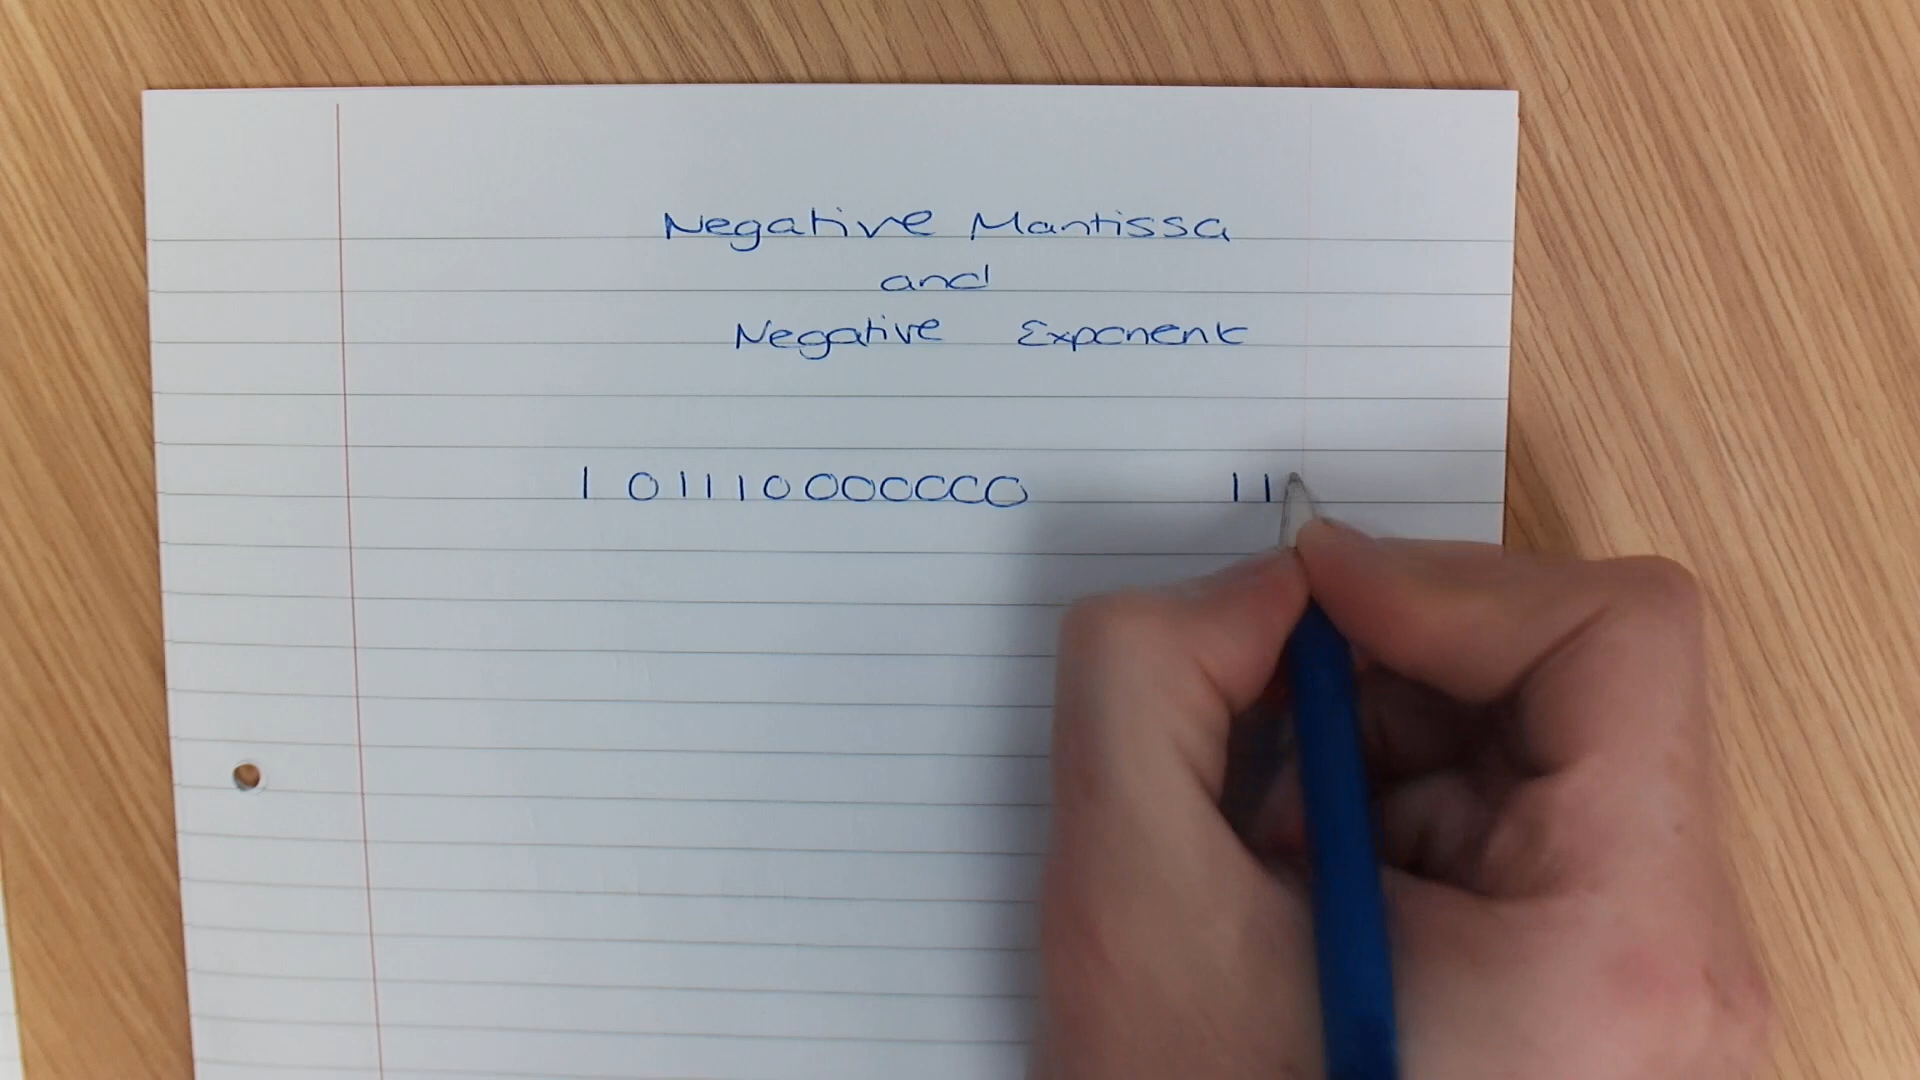 Negative Mantissa
and
Negative Exponent
1 01110000000 11